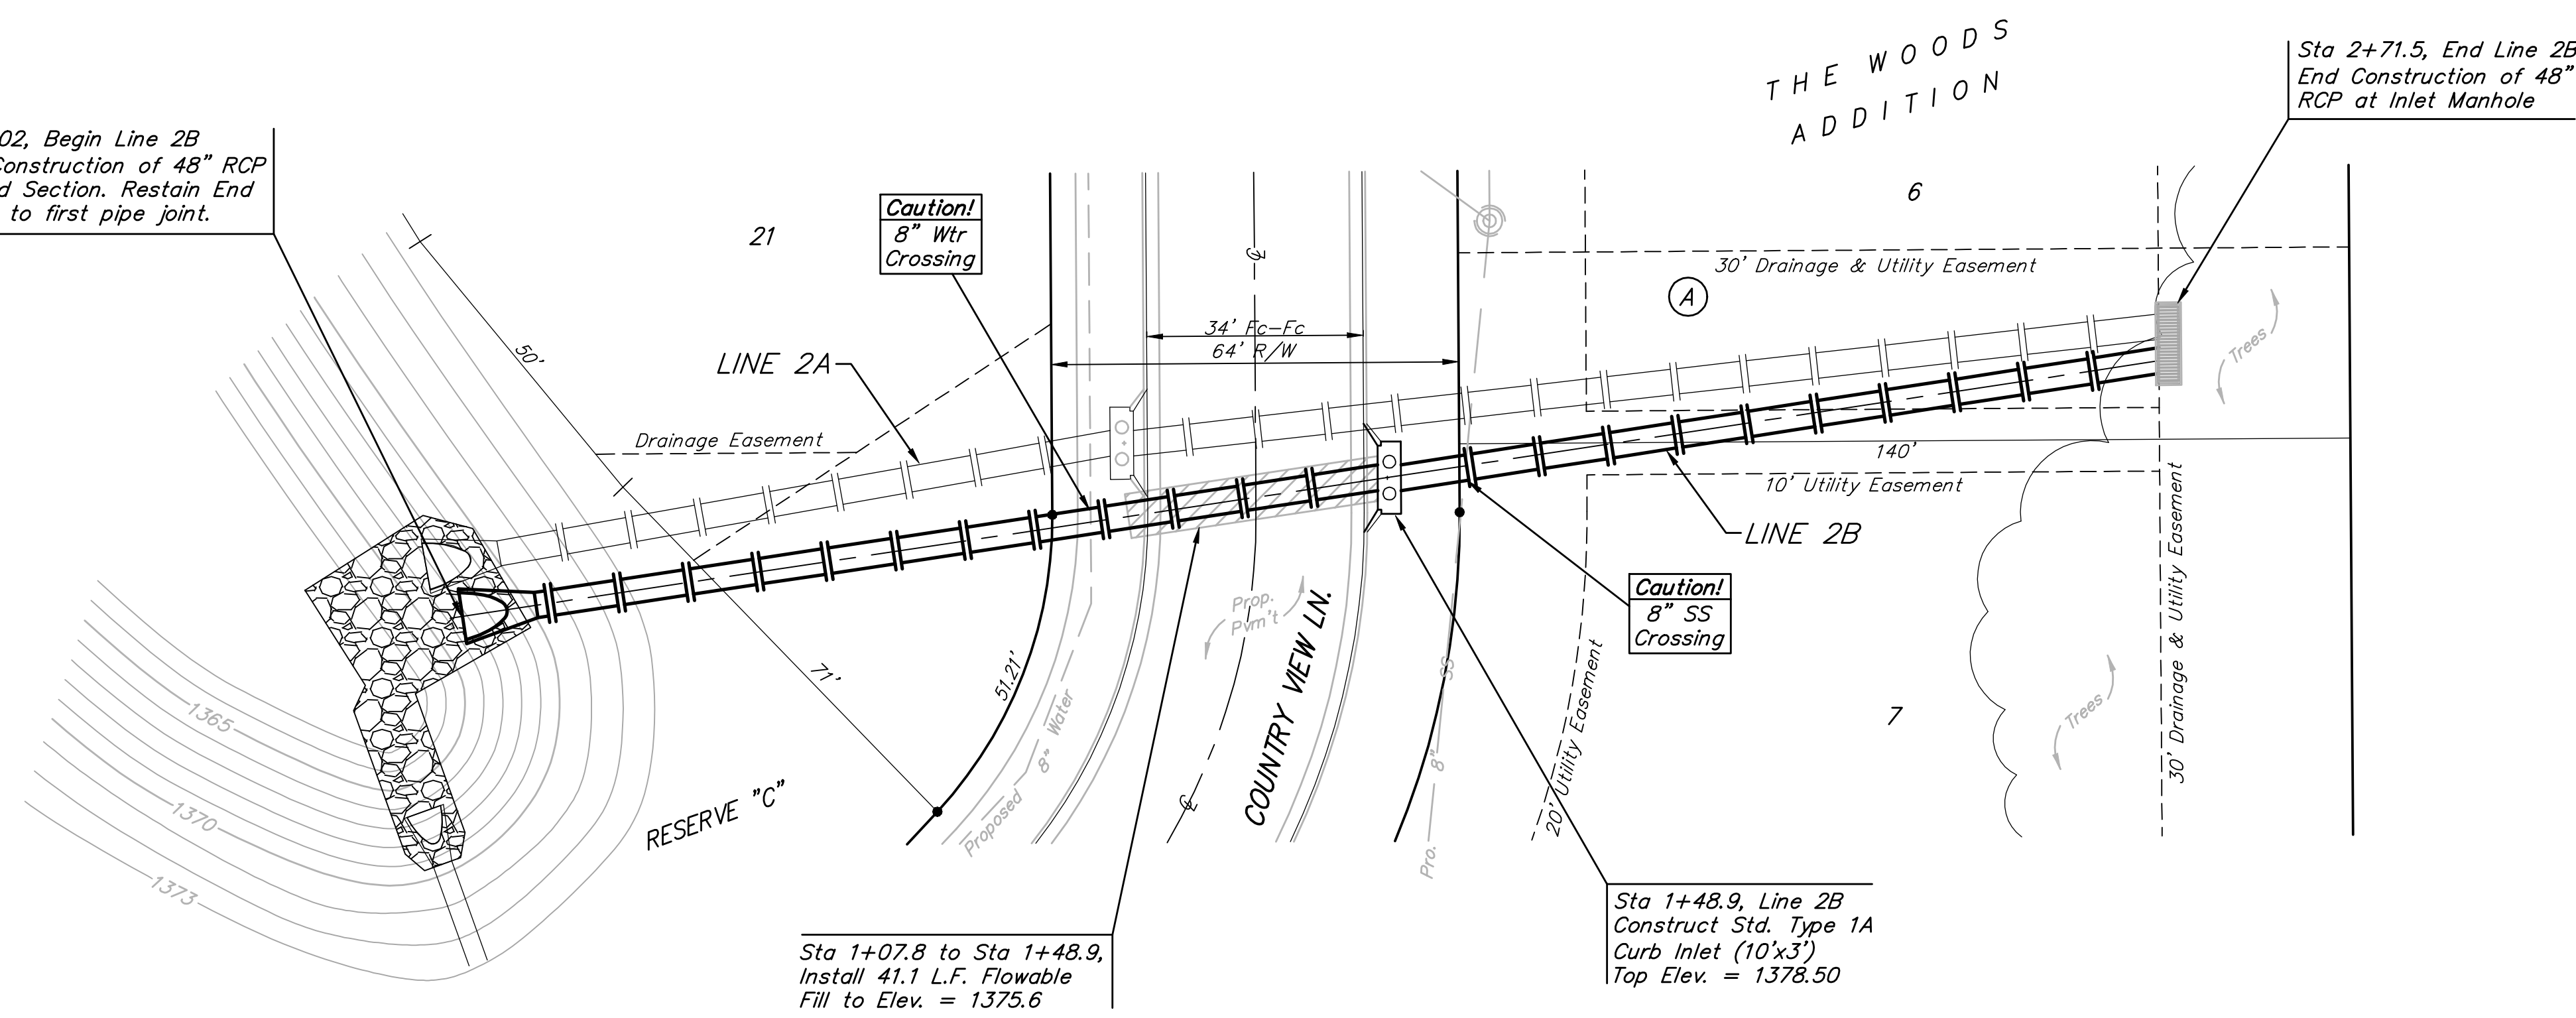 THE WOODS
ADDITION
Sta 2+71.5, End Line 2B
End Construction of 48"
RCP at Inlet Manhole
02, Begin Line 2B
Construction of 48" RCP
d Section. Restain End
to first pipe joint.
21
Caution!
8" Wtr
Crossing
6
30' Drainage & Utility Easement
A
50'
LINE 2A
34' Fc-Fc
64' R/W
Trees
Drainage Easement
140'
10' Utility Easement
LINE 2B
Prop.
Pvm't
Caution!
8" SS
Crossing
COUNTRY VIEW LN.
71'
51.21'
SS
8"
Pro.
Proposed 8" Water
20' Utility Easement
30' Drainage & Utility Easement
7
Trees
1365
1370
1373
RESERVE "C"
Sta 1+07.8 to Sta 1+48.9,
Install 41.1 L.F. Flowable
Fill to Elev. = 1375.6
Sta 1+48.9, Line 2B
Construct Std. Type 1A
Curb Inlet (10'x3')
Top Elev. = 1378.50